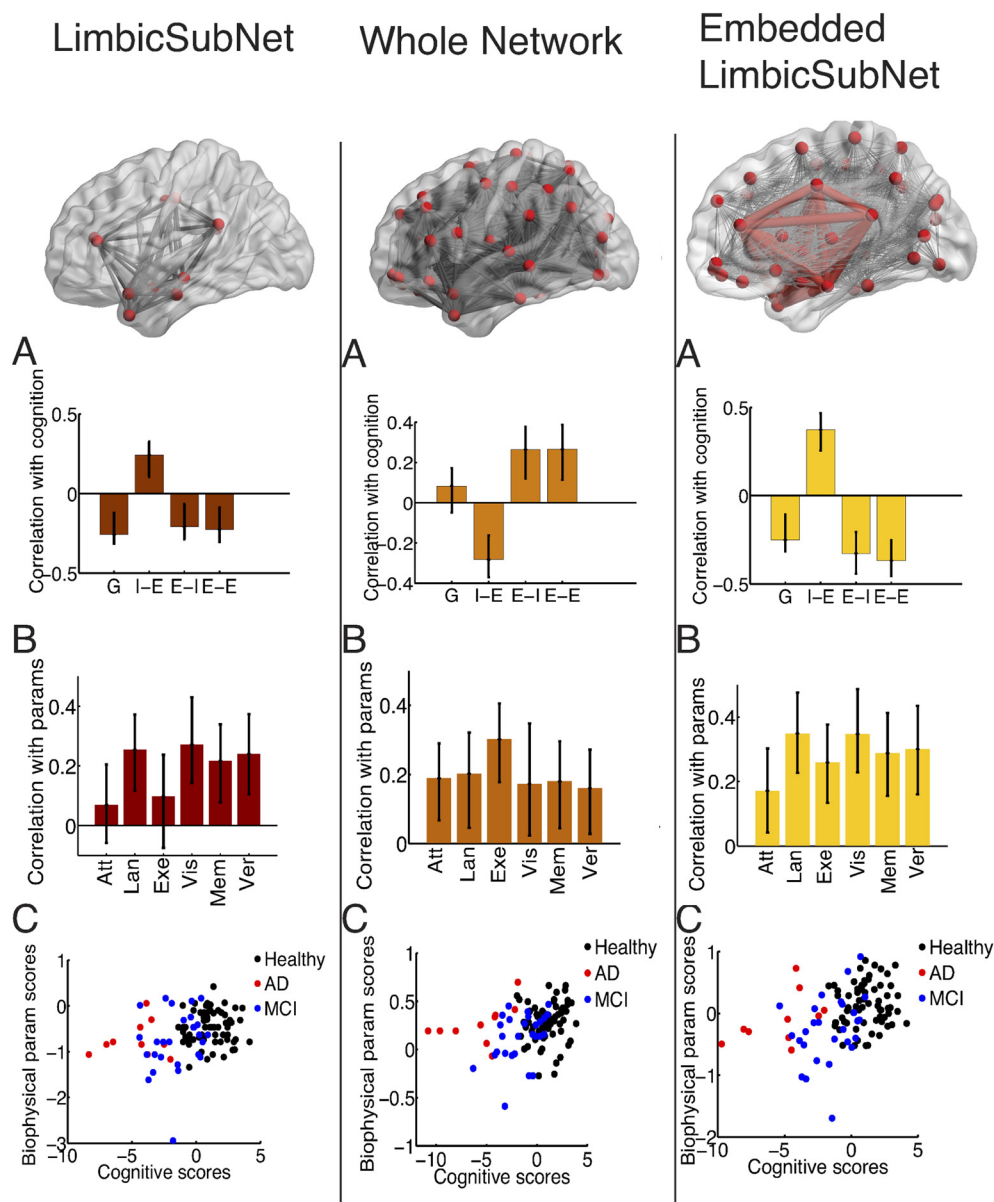 LimbicSubNet
Whole Network
Embedded
LimbicSubNet
A
Correlation with cognition
0.5
0
−0.5
G I−E E−I E−E
A
Correlation with cognition
0.4
0.2
0
−0.2
−0.4
G I−E E−I E−E
A
Correlation with cognition
0.5
0
−0.5
G I−E E−I E−E
B
Correlation with params
0.4
0.2
0
Att Lan Exe Vis Mem Ver
B
Correlation with params
0.4
0.2
0
Att Lan Exe Vis Mem Ver
B
Correlation with params
0.4
0.2
0
Att Lan Exe Vis Mem Ver
C
Biophysical param scores
1
0
−1
−2
−3
−10 −5 0 5
Cognitive scores
Healthy
AD
MCI
C
Biophysical param scores
1
0.5
0
−0.5
−1
−10 −5 0 5
Cognitive scores
Healthy
AD
MCI
C
Biophysical param scores
1
0
−1
−2
−10 −5 0 5
Cognitive scores
Healthy
AD
MCI